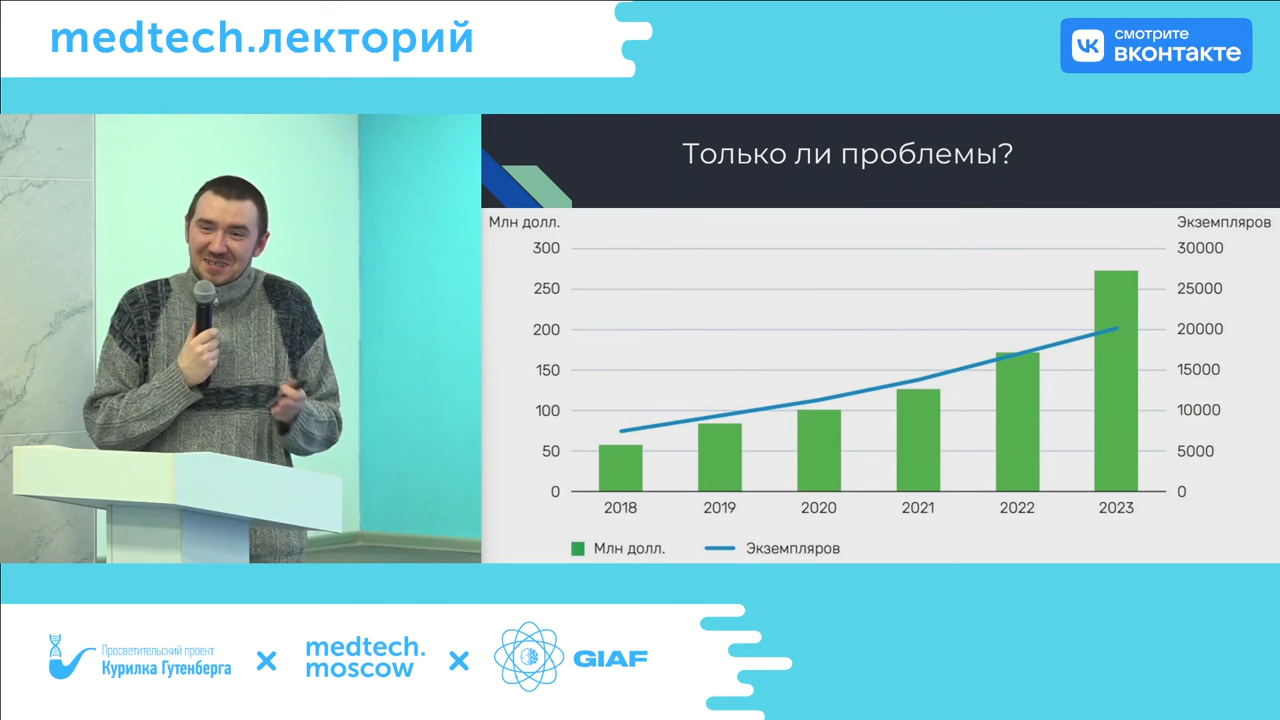 medtech.лекторий
смотрите
вконтакте
Только ли проблемы?
Млн долл.
Экземпляров
300
30000
250
25000
200
20000
150
15000
100
10000
50
5000
0
0
2018
2019
2020
2021
2022
2023
Млн долл.
Экземпляров
Просветительский проект
Курилка Гутенберга
medtech.
moscow
GIAF